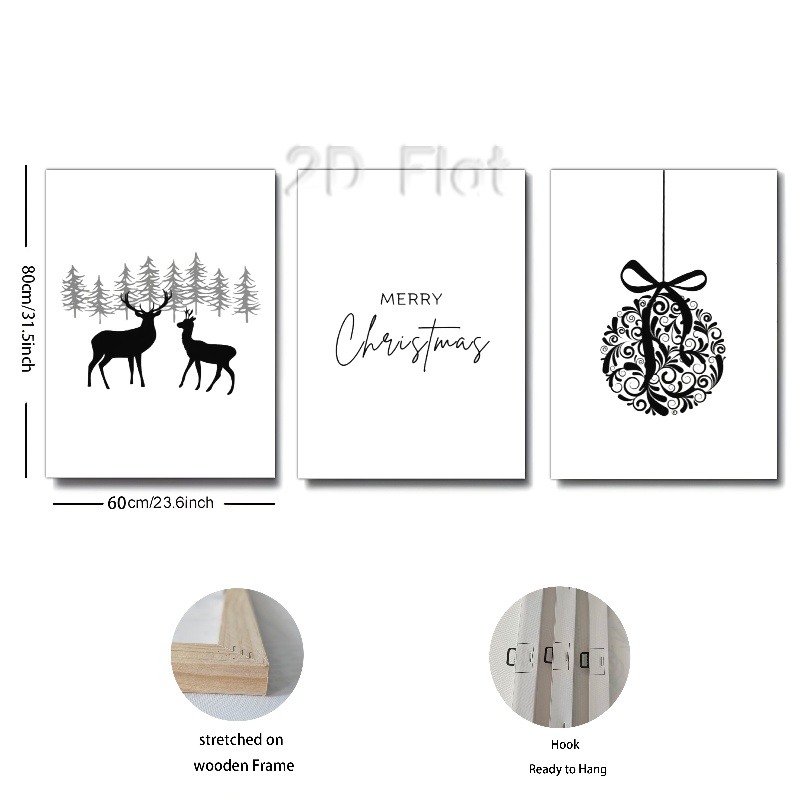 2D Flat
MERRY
Christmas
80cm/31.5inch
60cm/23.6inch
stretched on
wooden Frame
Hook
Ready to Hang